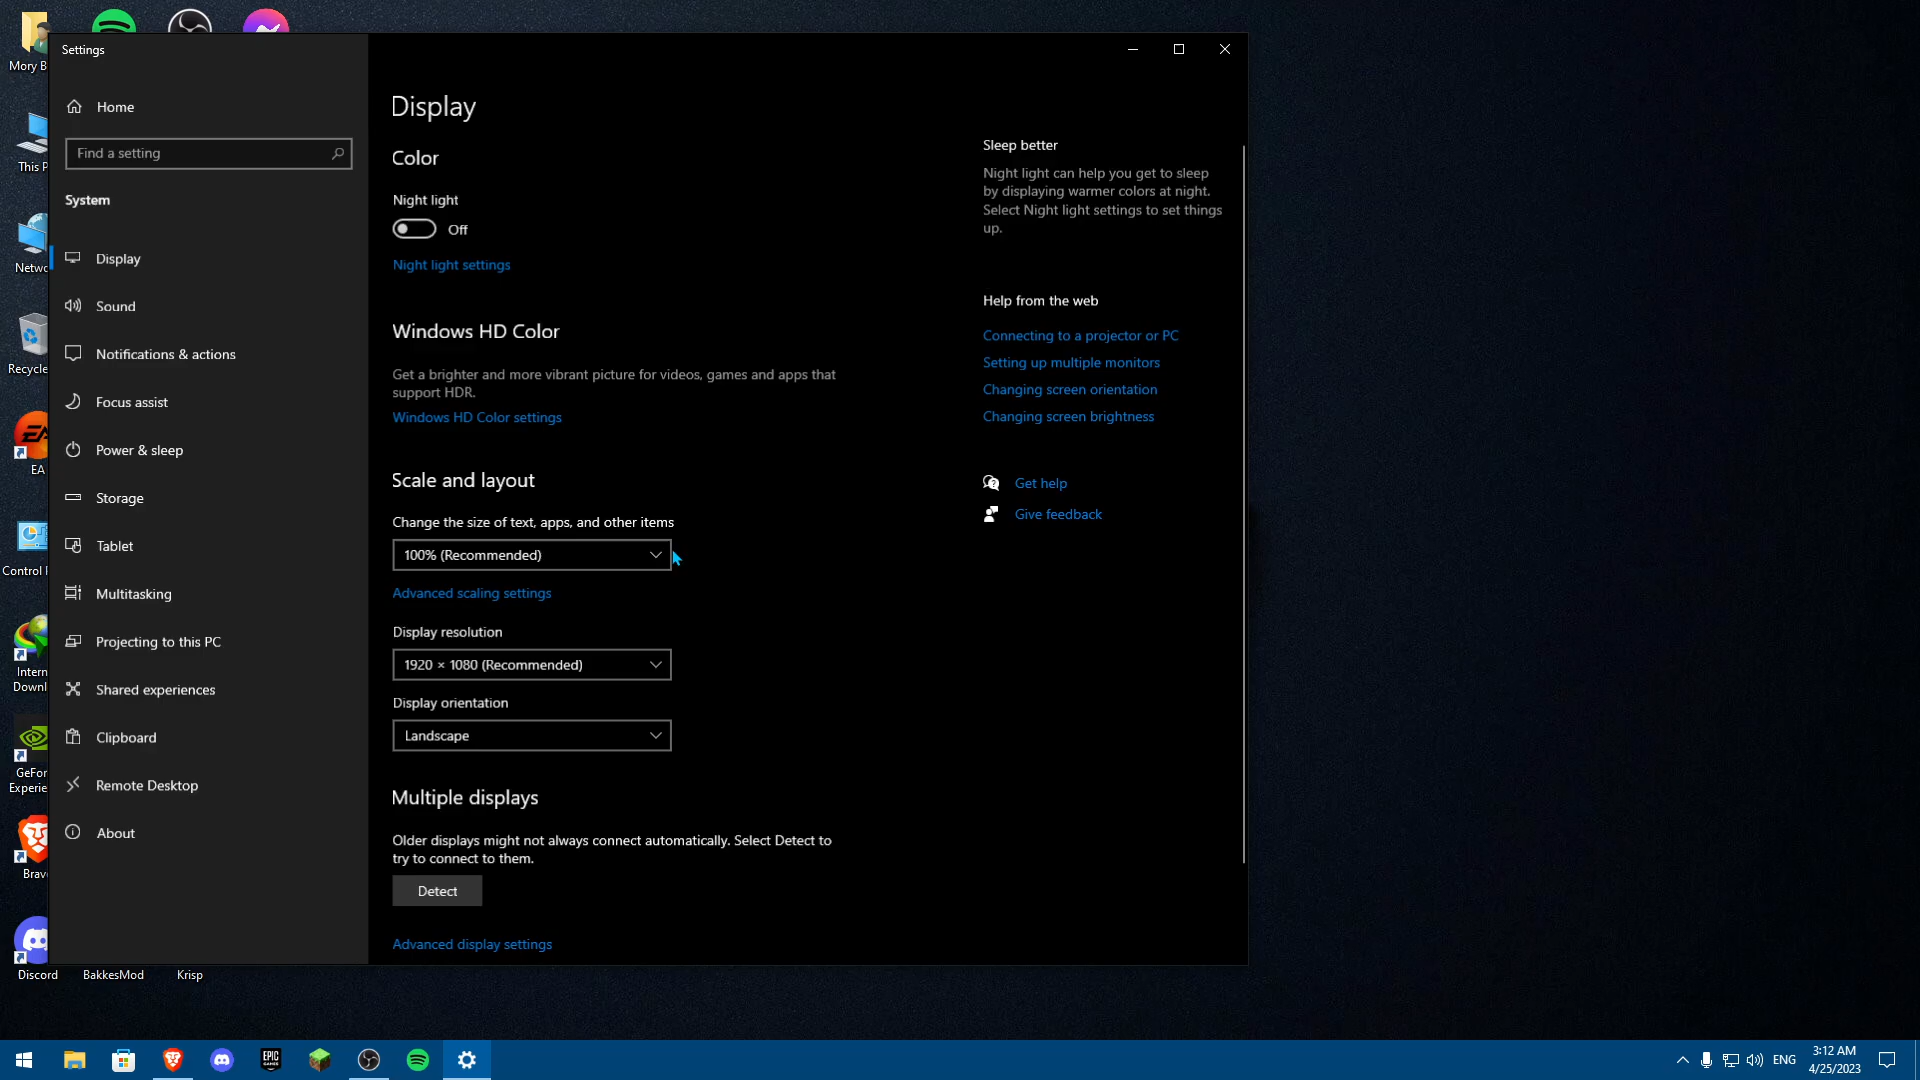 Settings
Home
Find a setting
System
Display
Sound
Notifications & actions
Focus assist
Power & sleep
Storage
Tablet
Multitasking
Projecting to this PC
Shared experiences
Clipboard
Remote Desktop
About
Display
Color
Night light
Off
Night light settings
Windows HD Color
Get a brighter and more vibrant picture for videos, games and apps that
support HDR.
Windows HD Color settings
Scale and layout
Change the size of text, apps, and other items
100% (Recommended)
Advanced scaling settings
Display resolution
1920 × 1080 (Recommended)
Display orientation
Landscape
Multiple displays
Older displays might not always connect automatically. Select Detect to
try to connect to them.
Detect
Advanced display settings
Sleep better
Night light can help you get to sleep
by displaying warmer colors at night.
Select Night light settings to set things
up.
Help from the web
Connecting to a projector or PC
Setting up multiple monitors
Changing screen orientation
Changing screen brightness
Get help
Give feedback
Mory B
This P
Netwo
Recycle
EA
EA
Control
Intern
Downl
GeFor
Experie
Brav
Discord
BakkesMod
Krisp
EPIC
GAMES
ENG
3:12 AM
4/25/2023